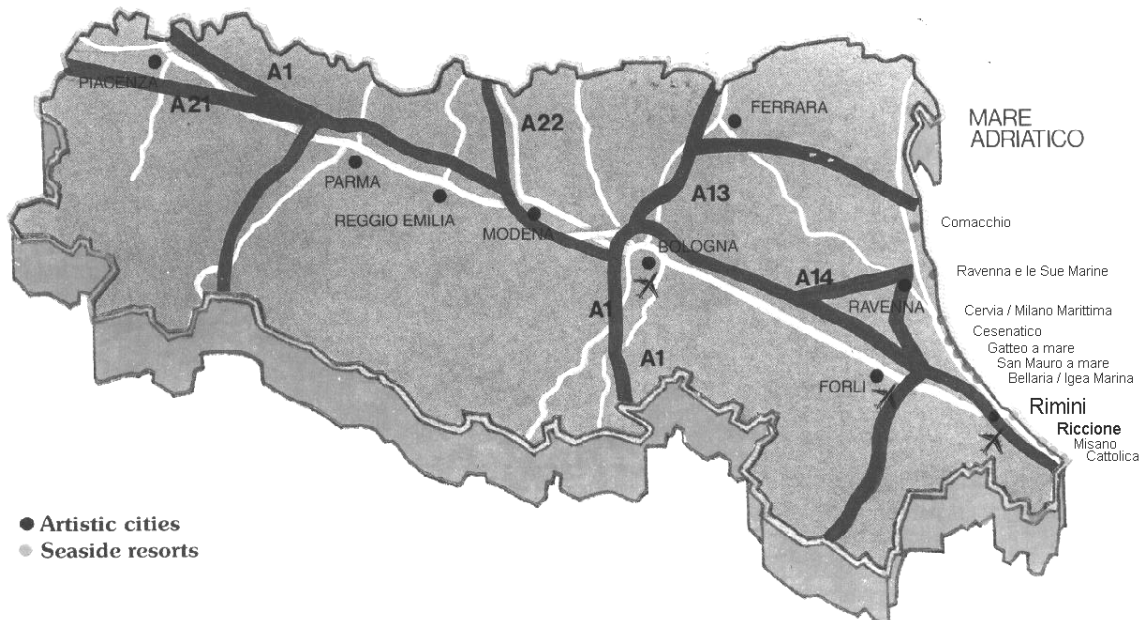 A1
PIACENZA
A21
A22
FERRARA
MARE
ADRIATICO
PARMA
A13
REGGIO EMILIA
MODENA
Comacchio
BOLOGNA
A14
Ravenna e le Sue Marine
RAVENNA
A1
Cervia / Milano Marittima
Cesenatico
Gatteo a mare
A1
San Mauro a mare
Bellaria / Igea Marina
FORLI
Rimini
Riccione
Misano
Cattolica
Artistic cities
Seaside resorts